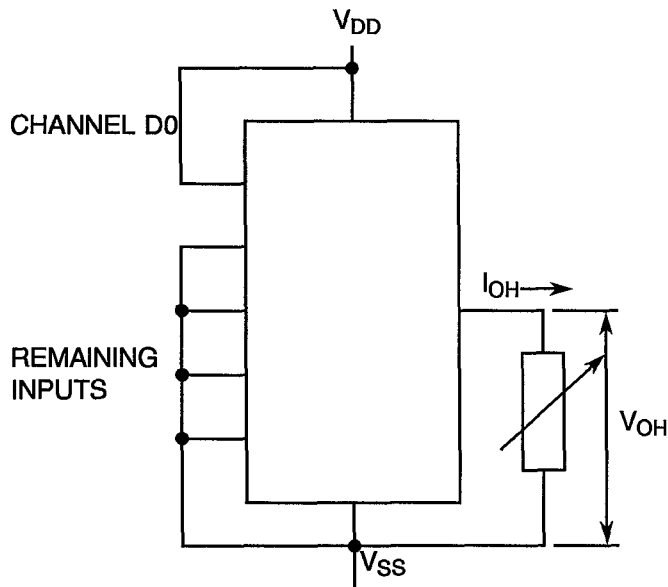 VDD
CHANNEL D0
IOH
REMAINING
INPUTS
VOH
VSS